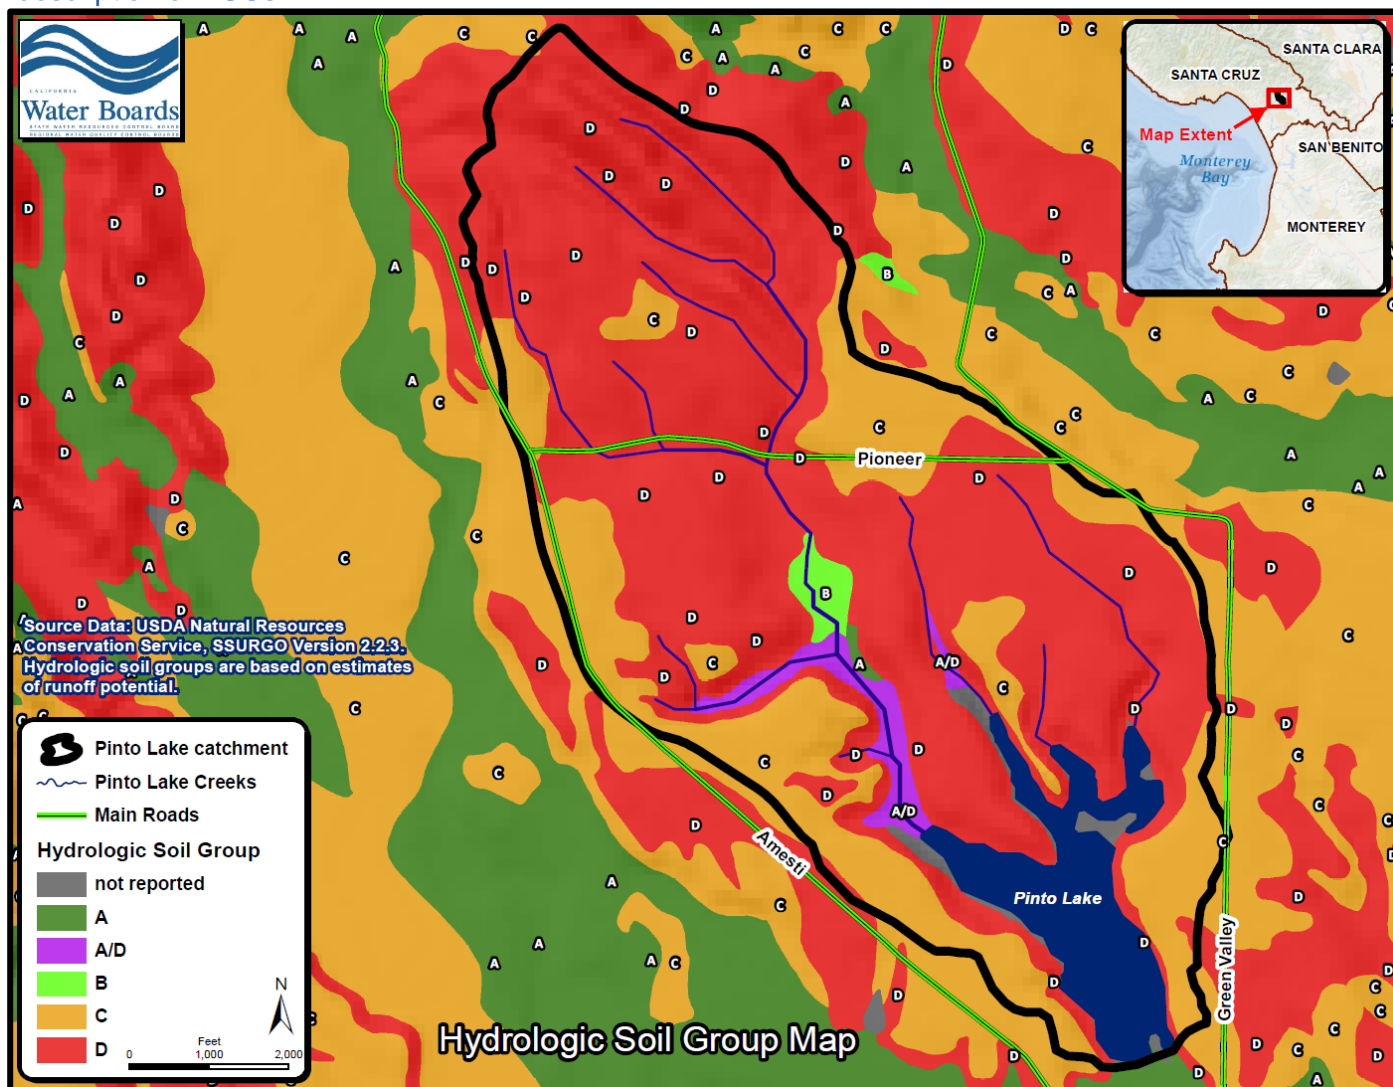 CALIFORNIA
Water Boards
STATE WATER RESOURCES CONTROL BOARD
REGIONAL WATER QUALITY CONTROL BOARDS
SANTA CLARA
SANTA CRUZ
Map Extent
SAN BENITO
Monterey
Bay
MONTEREY
Pioneer
Source Data: USDA Natural Resources
Conservation Service, SSURGO Version 2.2.3.
Hydrologic soil groups are based on estimates
of runoff potential.
B
B
A/D
A/D
Amesti
Pinto Lake
Green Valley
Pinto Lake catchment
Pinto Lake Creeks
Main Roads
Hydrologic Soil Group
not reported
A
A/D
B
C
D
N
Feet
0 1,000 2,000
Hydrologic Soil Group Map